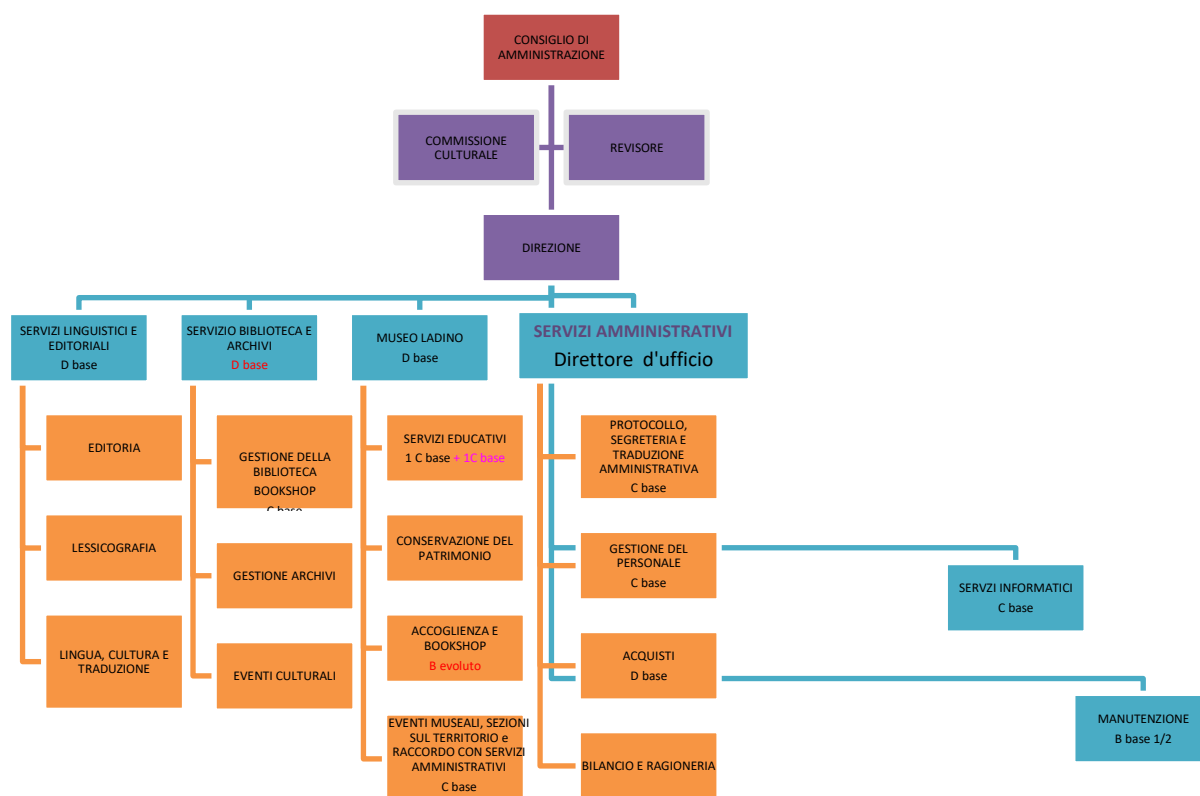 CONSIGLIO DI
AMMINISTRAZIONE
COMMISSIONE
CULTURALE
REVISORE
DIREZIONE
SERVIZI LINGUISTICI E
EDITORIALI
D base
SERVIZIO BIBLIOTECA E
ARCHIVI
D base
MUSEO LADINO
D base
SERVIZI AMMINISTRATIVI
Direttore d'ufficio
EDITORIA
LESSICOGRAFIA
LINGUA, CULTURA E
TRADUZIONE
GESTIONE DELLA
BIBLIOTECA
BOOKSHOP
C base
GESTIONE ARCHIVI
EVENTI CULTURALI
SERVIZI EDUCATIVI
1 C base + 1C base
CONSERVAZIONE DEL
PATRIMONIO
ACCOGLIENZA E
BOOKSHOP
B evoluto
EVENTI MUSEALI, SEZIONI
SUL TERRITORIO e
RACCORDO CON SERVIZI
AMMINISTRATIVI
C base
PROTOCOLLO,
SEGRETERIA E
TRADUZIONE
AMMINISTRATIVA
C base
GESTIONE DEL
PERSONALE
C base
ACQUISTI
D base
BILANCIO E RAGIONERIA
SERVZI INFORMATICI
C base
MANUTENZIONE
B base 1/2